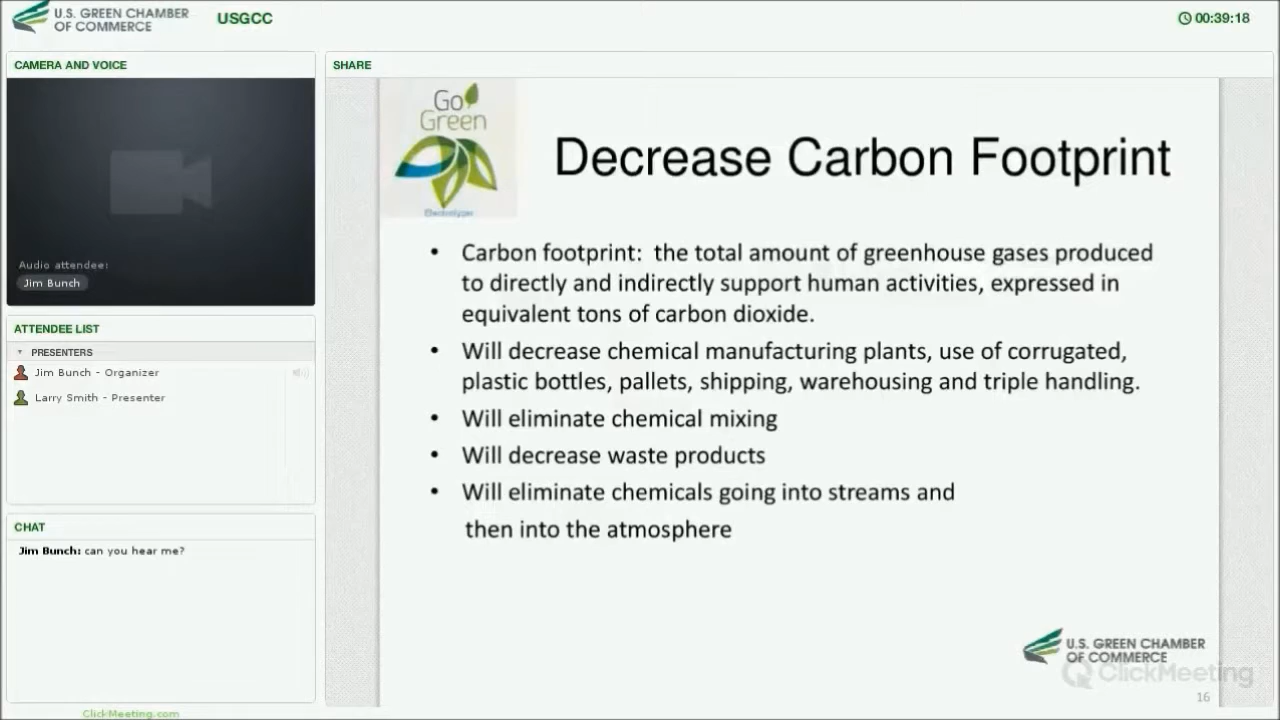 U.S. GREEN CHAMBER
OF COMMERCE
USGCC
00:39:18
CAMERA AND VOICE
Audio attendee:
Jim Bunch
ATTENDEE LIST
PRESENTERS
Jim Bunch - Organizer
Larry Smith - Presenter
CHAT
Jim Bunch: can you hear me?
ClickMeeting.com
SHARE
Go
Green
Electrolyzer
Decrease Carbon Footprint
• Carbon footprint: the total amount of greenhouse gases produced
to directly and indirectly support human activities, expressed in
equivalent tons of carbon dioxide.
• Will decrease chemical manufacturing plants, use of corrugated,
plastic bottles, pallets, shipping, warehousing and triple handling.
• Will eliminate chemical mixing
• Will decrease waste products
• Will eliminate chemicals going into streams and
then into the atmosphere
U.S. GREEN CHAMBER
OF COMMERCE
ClickMeeting
16